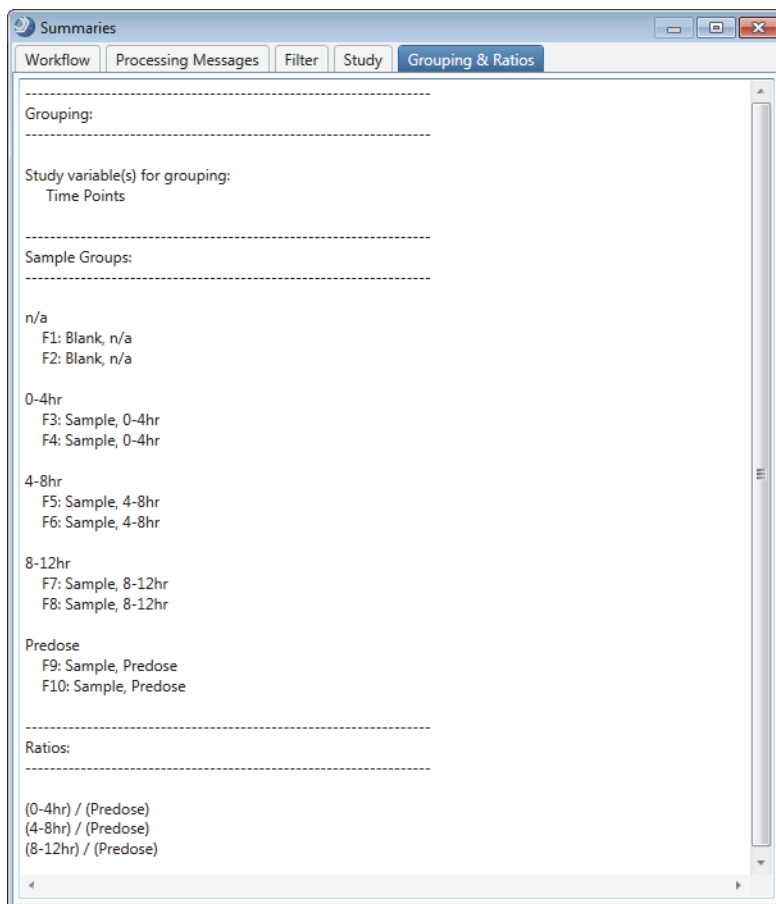 Summaries
Workflow Processing Messages Filter Study Grouping & Ratios
------------------------------------------------------------------
Grouping:
------------------------------------------------------------------
Study variable(s) for grouping:
Time Points
------------------------------------------------------------------
Sample Groups:
------------------------------------------------------------------
n/a
F1: Blank, n/a
F2: Blank, n/a
0-4hr
F3: Sample, 0-4hr
F4: Sample, 0-4hr
4-8hr
F5: Sample, 4-8hr
F6: Sample, 4-8hr
8-12hr
F7: Sample, 8-12hr
F8: Sample, 8-12hr
Predose
F9: Sample, Predose
F10: Sample, Predose
------------------------------------------------------------------
Ratios:
------------------------------------------------------------------
(0-4hr) / (Predose)
(4-8hr) / (Predose)
(8-12hr) / (Predose)